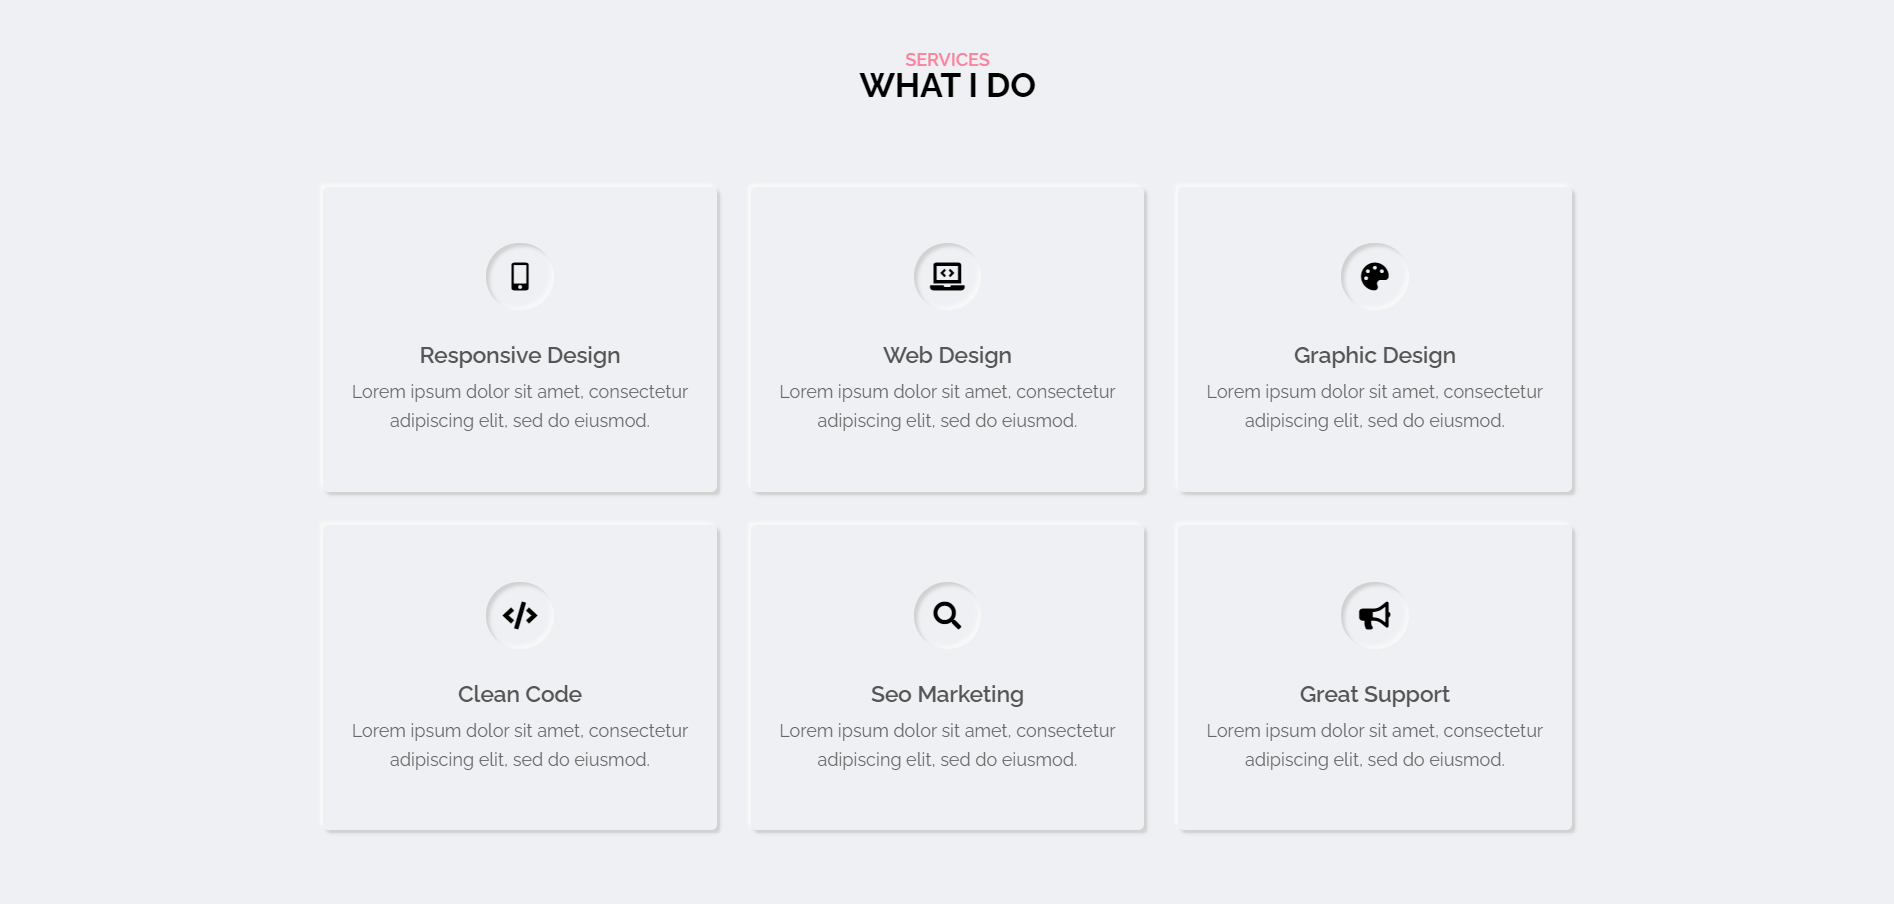 SERVICES
WHAT I DO
Responsive Design
Lorem ipsum dolor sit amet, consectetur
adipiscing elit, sed do eiusmod.
Web Design
Lorem ipsum dolor sit amet, consectetur
adipiscing elit, sed do eiusmod.
Graphic Design
Lorem ipsum dolor sit amet, consectetur
adipiscing elit, sed do eiusmod.
Clean Code
Lorem ipsum dolor sit amet, consectetur
adipiscing elit, sed do eiusmod.
Seo Marketing
Lorem ipsum dolor sit amet, consectetur
adipiscing elit, sed do eiusmod.
Great Support
Lorem ipsum dolor sit amet, consectetur
adipiscing elit, sed do eiusmod.